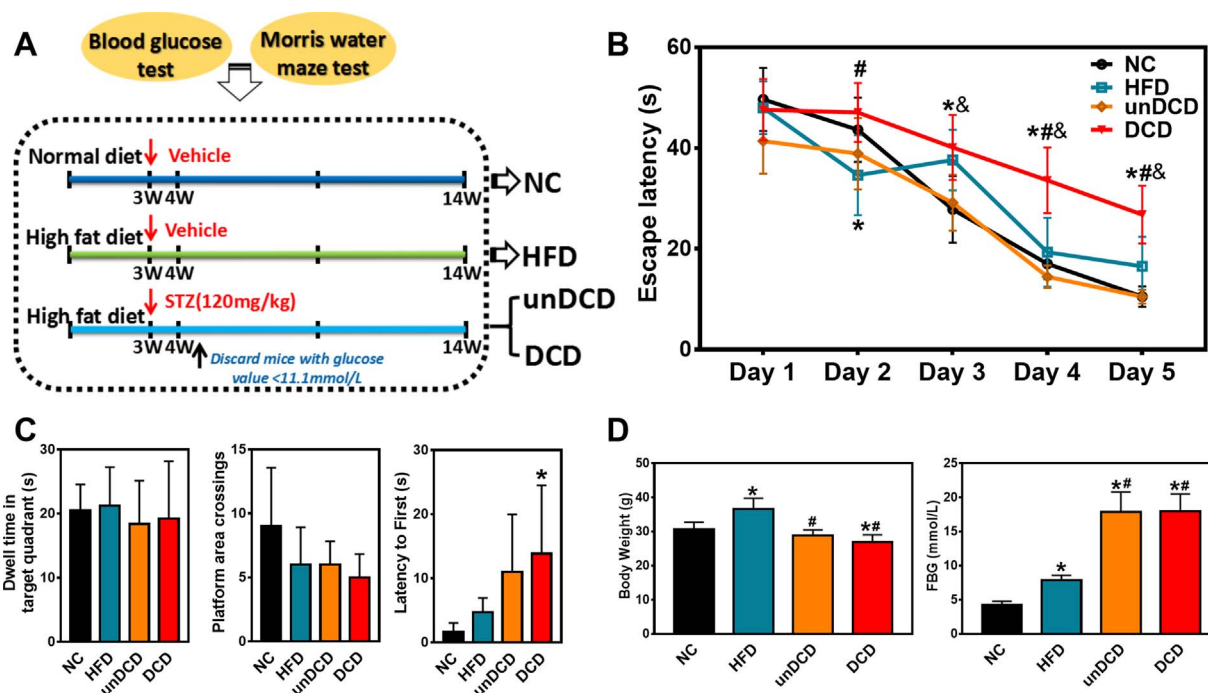 A
Blood glucose
test
Morris water
maze test
Normal diet
Vehicle
3W 4W
14W
NC
High fat diet
Vehicle
3W 4W
14W
HFD
High fat diet
STZ(120mg/kg)
3W 4W
14W
unDCD
DCD
Discard mice with glucose
value <11.1mmol/L
B
Escape latency (s)
60
40
20
0
#
*
*&
*#&
*#&
NC
HFD
unDCD
DCD
Day 1 Day 2 Day 3 Day 4 Day 5
C
Dwell time in
target quadrant (s)
30
20
10
0
NC HFD unDCD DCD
Platform area crossings
15
10
5
0
NC HFD unDCD DCD
Latency to First (s)
30
20
10
0
*
NC HFD unDCD DCD
D
Body Weight (g)
50
40
30
20
10
0
*
#
*#
NC HFD unDCD DCD
FBG (mmol/L)
25
20
15
10
5
0
*
*#
*#
NC HFD unDCD DCD